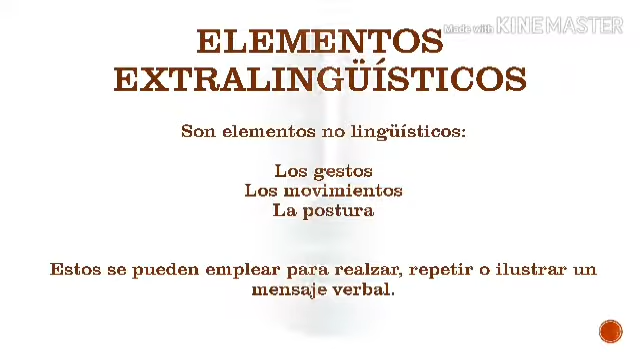 ELEMENTOS
Made with KINEMASTER
EXTRALINGÜÍSTICOS
Son elementos no lingüísticos:
Los gestos
Los movimientos
La postura
Estos se pueden emplear para realzar, repetir o ilustrar un
mensaje verbal.